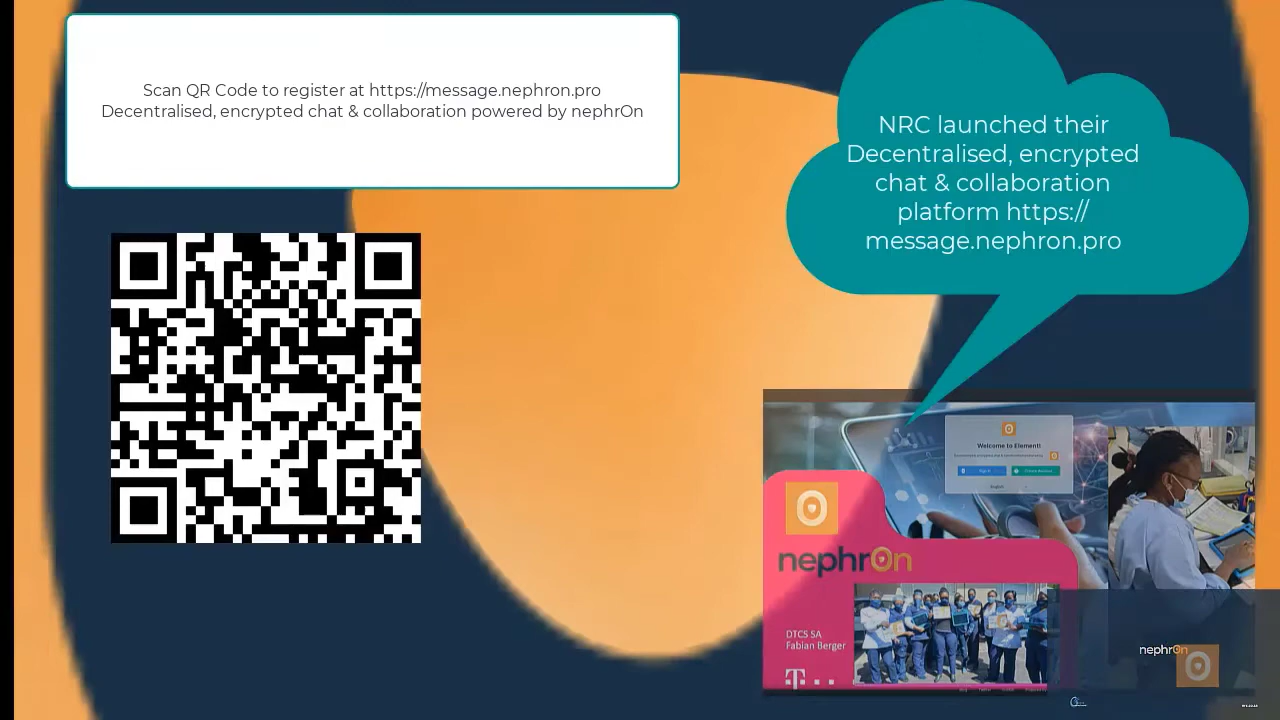 Scan QR Code to register at https://message.nephron.pro
Decentralised, encrypted chat & collaboration powered by nephrOn
NRC launched their
Decentralised, encrypted
chat & collaboration
platform https://
message.nephron.pro
Welcome to Element!
Sign In
nephrOn
DTCS SA
Fabian Berger
T
nephrOn